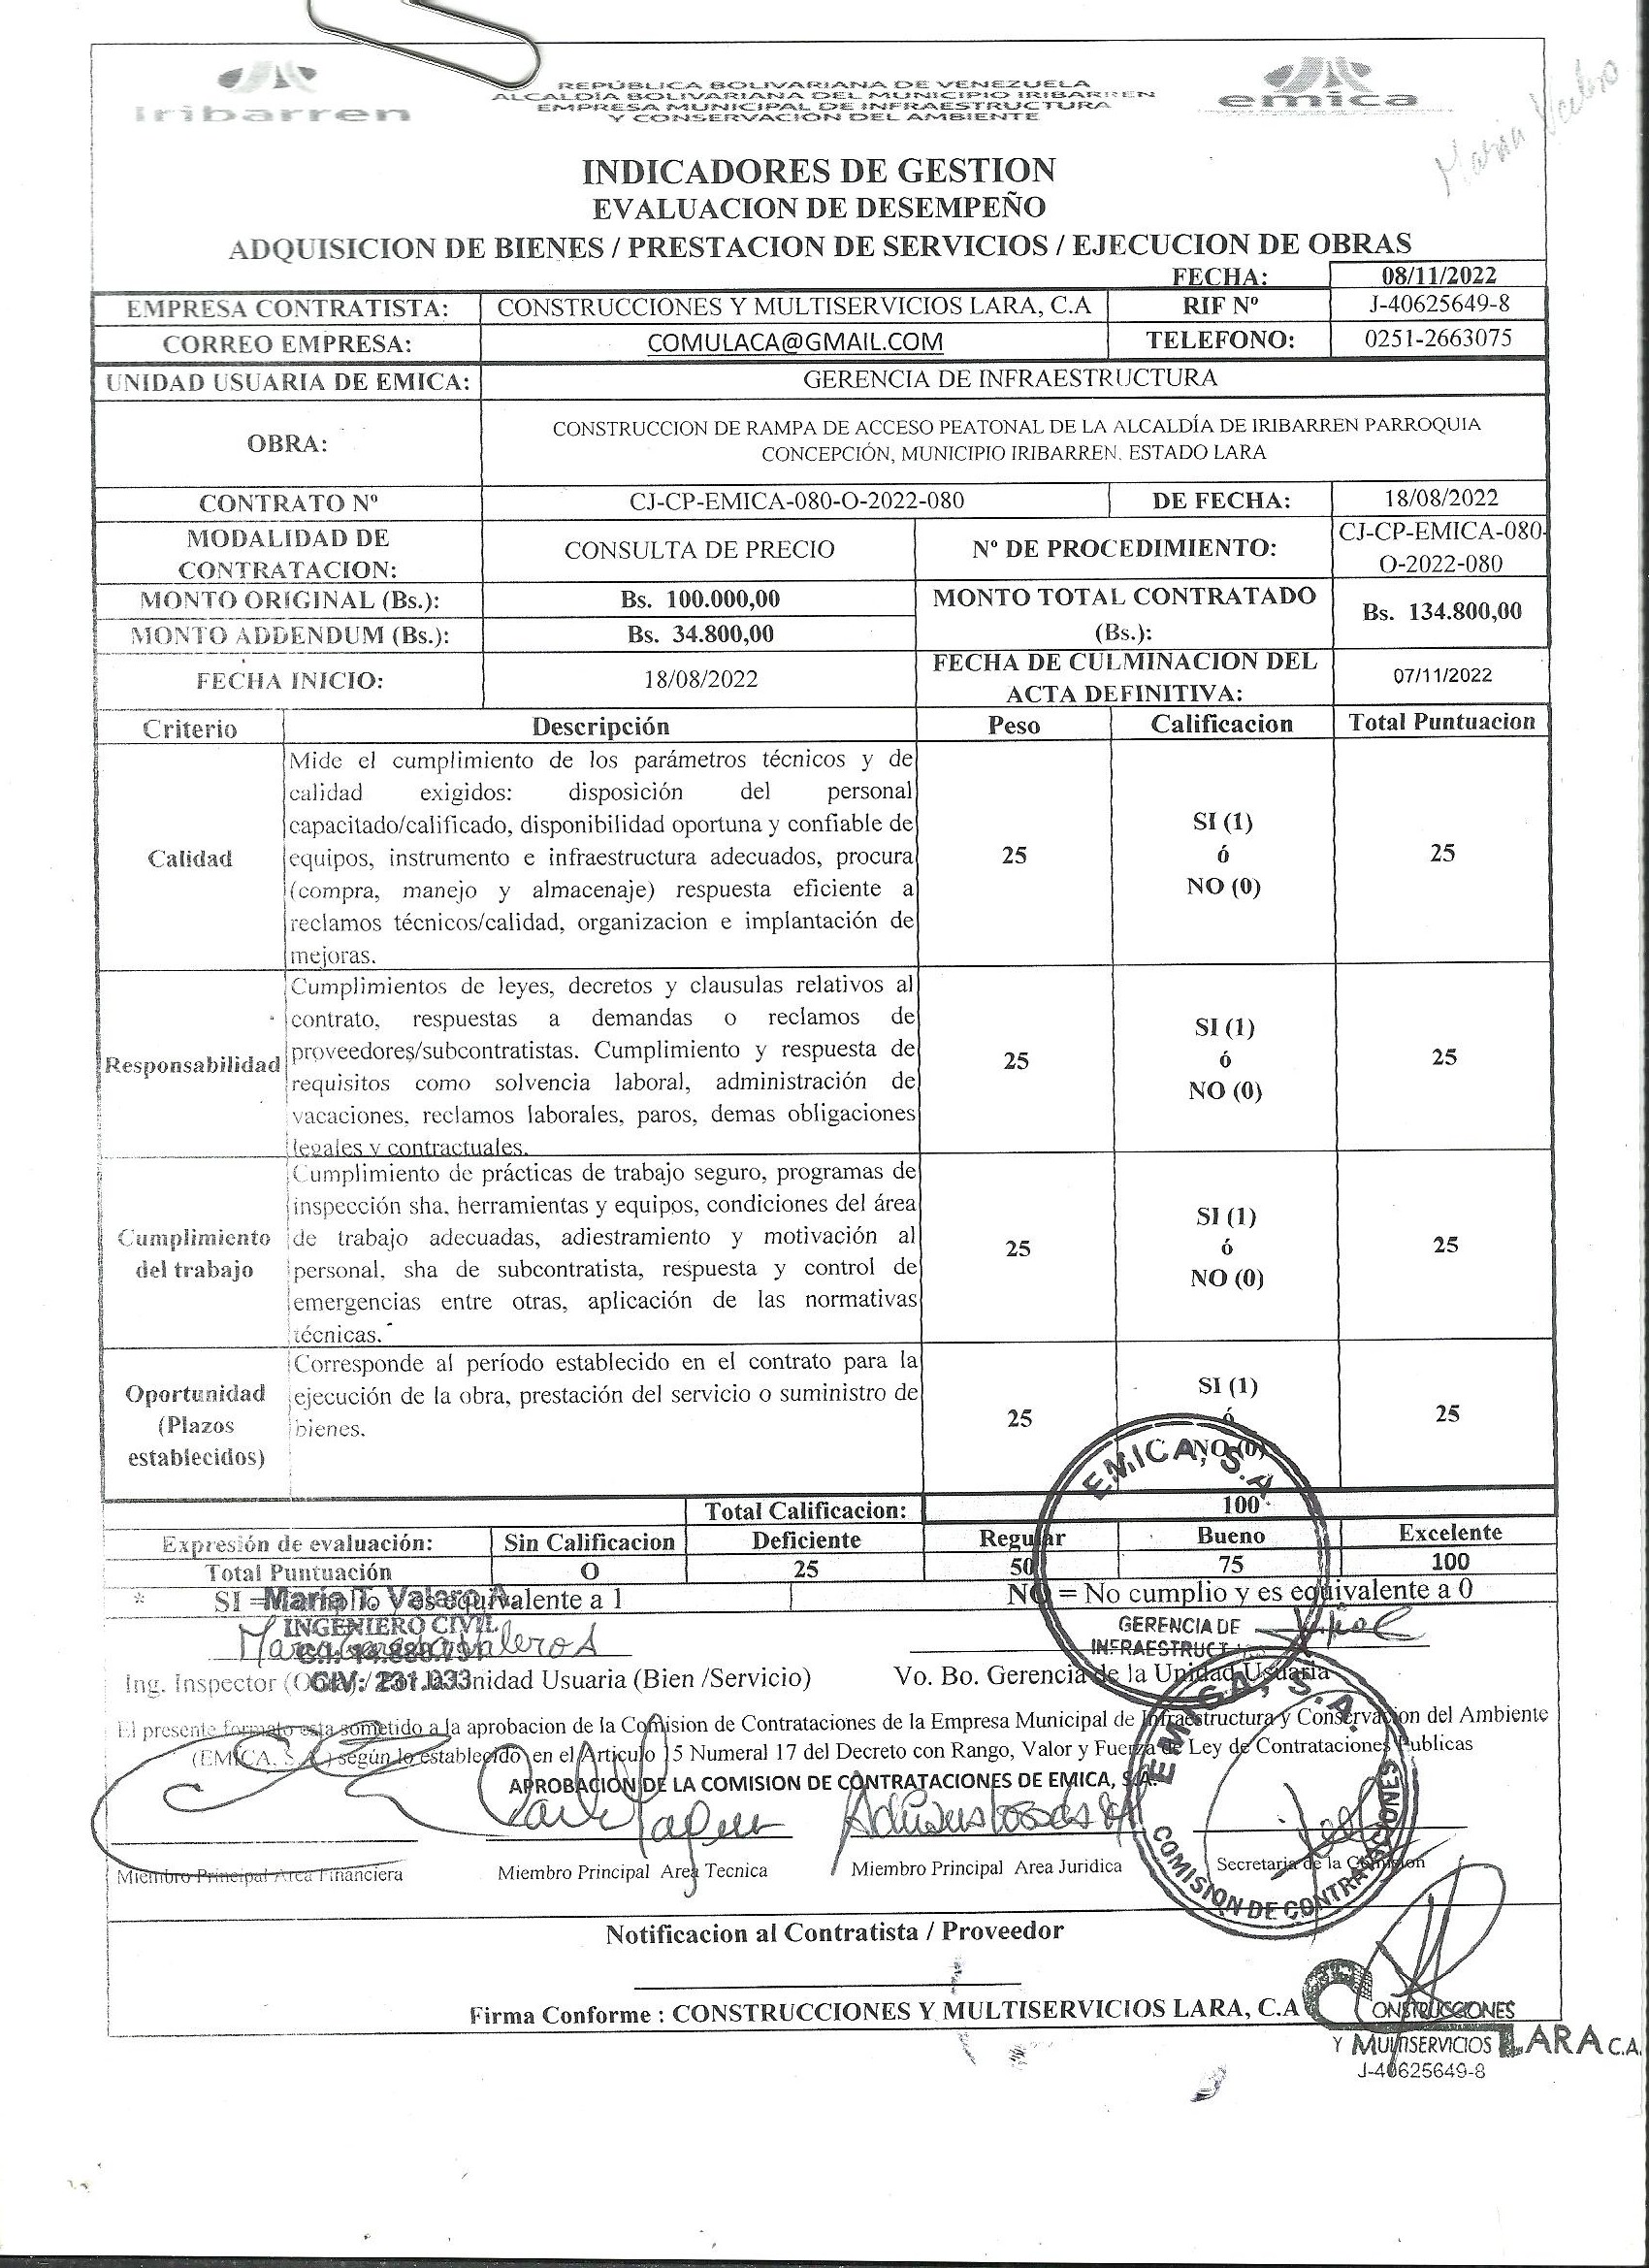 Iribarren
REPÚBLICA BOLIVARIANA DE VENEZUELA
ALCALDÍA BOLIVARIANA DEL MUNICIPIO IRIBARREN
EMPRESA MUNICIPAL DE INFRAESTRUCTURA
Y CONSERVACIÓN DEL AMBIENTE
emica
Maria Valero
INDICADORES DE GESTION
EVALUACION DE DESEMPEÑO
ADQUISICION DE BIENES / PRESTACION DE SERVICIOS / EJECUCION DE OBRAS
FECHA: 08/11/2022
EMPRESA CONTRATISTA: CONSTRUCCIONES Y MULTISERVICIOS LARA, C.A RIF Nº J-40625649-8
CORREO EMPRESA: COMULACA@GMAIL.COM TELEFONO: 0251-2663075
UNIDAD USUARIA DE EMICA: GERENCIA DE INFRAESTRUCTURA
OBRA: CONSTRUCCION DE RAMPA DE ACCESO PEATONAL DE LA ALCALDÍA DE IRIBARREN PARROQUIA
CONCEPCIÓN, MUNICIPIO IRIBARREN. ESTADO LARA
CONTRATO Nº CJ-CP-EMICA-080-O-2022-080 DE FECHA: 18/08/2022
MODALIDAD DE
CONTRATACION:
CONSULTA DE PRECIO
Nº DE PROCEDIMIENTO:
CJ-CP-EMICA-080-
O-2022-080
MONTO ORIGINAL (Bs.): Bs. 100.000,00
MONTO ADDENDUM (Bs.): Bs. 34.800,00
MONTO TOTAL CONTRATADO
(Bs.):
Bs. 134.800,00
FECHA INICIO: 18/08/2022
FECHA DE CULMINACION DEL
ACTA DEFINITIVA:
07/11/2022
Criterio Descripción Peso Calificacion Total Puntuacion
Calidad
Mide el cumplimiento de los parámetros técnicos y de
calidad exigidos: disposición del personal
capacitado/calificado, disponibilidad oportuna y confiable de
equipos, instrumento e infraestructura adecuados, procura
(compra, manejo y almacenaje) respuesta eficiente a
reclamos técnicos/calidad, organizacion e implantación de
mejoras.
25
SI (1)
ó
NO (0)
25
Responsabilidad
Cumplimientos de leyes, decretos y clausulas relativos al
contrato, respuestas a demandas o reclamos de
proveedores/subcontratistas. Cumplimiento y respuesta de
requisitos como solvencia laboral, administración de
vacaciones, reclamos laborales, paros, demas obligaciones
legales y contractuales.
25
SI (1)
ó
NO (0)
25
Cumplimiento
del trabajo
Cumplimiento de prácticas de trabajo seguro, programas de
inspección sha, herramientas y equipos, condiciones del área
de trabajo adecuadas, adiestramiento y motivación al
personal, sha de subcontratista, respuesta y control de
emergencias entre otras, aplicación de las normativas
técnicas.
25
SI (1)
ó
NO (0)
25
Oportunidad
(Plazos
establecidos)
Corresponde al período establecido en el contrato para la
ejecución de la obra, prestación del servicio o suministro de
bienes.
25
SI (1)
ó
NO (0)
25
EMICA, S.A
Total Calificacion: 100
Expresión de evaluación: Sin Calificacion Deficiente Regular Bueno Excelente
Total Puntuación O 25 50 75 100
* SI = equivalente a 1 NO = No cumplio y es equivalente a 0
María T. Valero A
INGENIERO CIVIL
CIV: 231.033
GERENCIA DE
INFRAESTRUCT
Ing. Inspector Unidad Usuaria (Bien /Servicio) Vo. Bo. Gerencia de la Unidad Usuaria
El presente formato esta sometido a la aprobacion de la Comision de Contrataciones de la Empresa Municipal de Infraestructura y Conservacion del Ambiente
(EMICA. S.A.) según lo establecido en el Articulo 15 Numeral 17 del Decreto con Rango, Valor y Fuerza de Ley de Contrataciones Publicas
APROBACION DE LA COMISION DE CONTRATACIONES DE EMICA, S.A.
EMICA, S.A.
COMISION DE CONTRATACIONES
Miembro Principal Area Financiera Miembro Principal Area Tecnica Miembro Principal Area Juridica Secretaria de la Comision
Notificacion al Contratista / Proveedor
Firma Conforme : CONSTRUCCIONES Y MULTISERVICIOS LARA, C.A
CONSTRUCCIONES
Y MULTISERVICIOS LARA C.A.
J-40625649-8